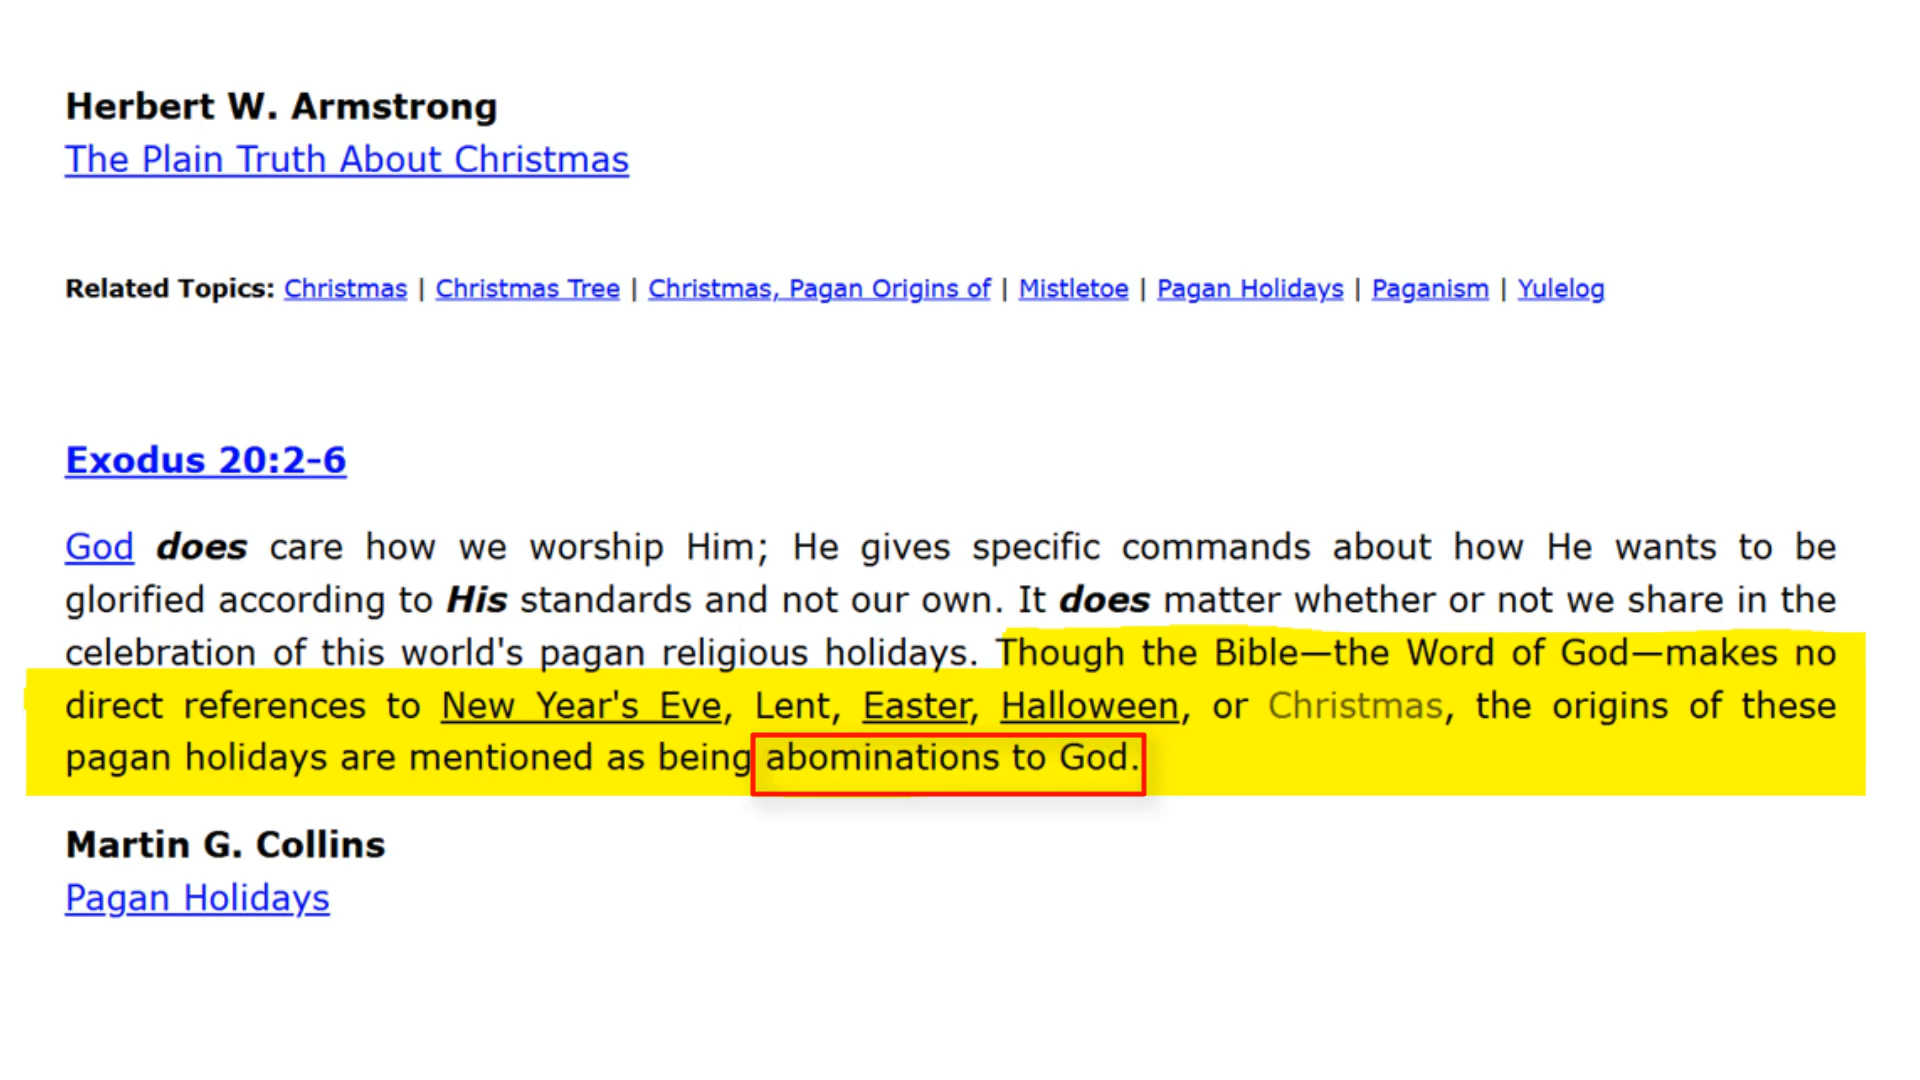 Herbert W. Armstrong
The Plain Truth About Christmas
Related Topics: Christmas | Christmas Tree | Christmas, Pagan Origins of | Mistletoe | Pagan Holidays | Paganism | Yulelog
Exodus 20:2-6
God does care how we worship Him; He gives specific commands about how He wants to be
glorified according to His standards and not our own. It does matter whether or not we share in the
celebration of this world's pagan religious holidays. Though the Bible—the Word of God—makes no
direct references to New Year's Eve, Lent, Easter, Halloween, or Christmas, the origins of these
pagan holidays are mentioned as being abominations to God.
Martin G. Collins
Pagan Holidays